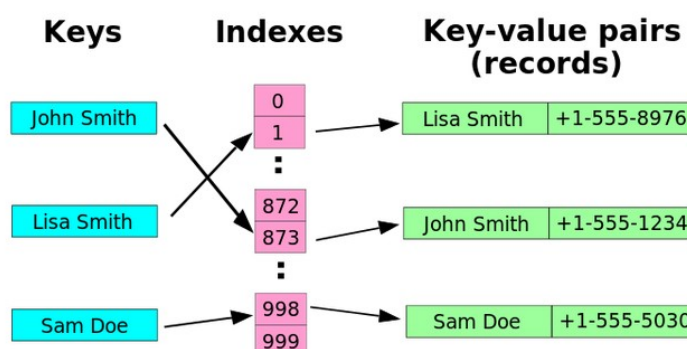 Keys
Indexes
Key-value pairs
(records)
John Smith
Lisa Smith
Sam Doe
0
1
:
872
873
:
998
999
Lisa Smith +1-555-8976
John Smith +1-555-1234
Sam Doe +1-555-5030